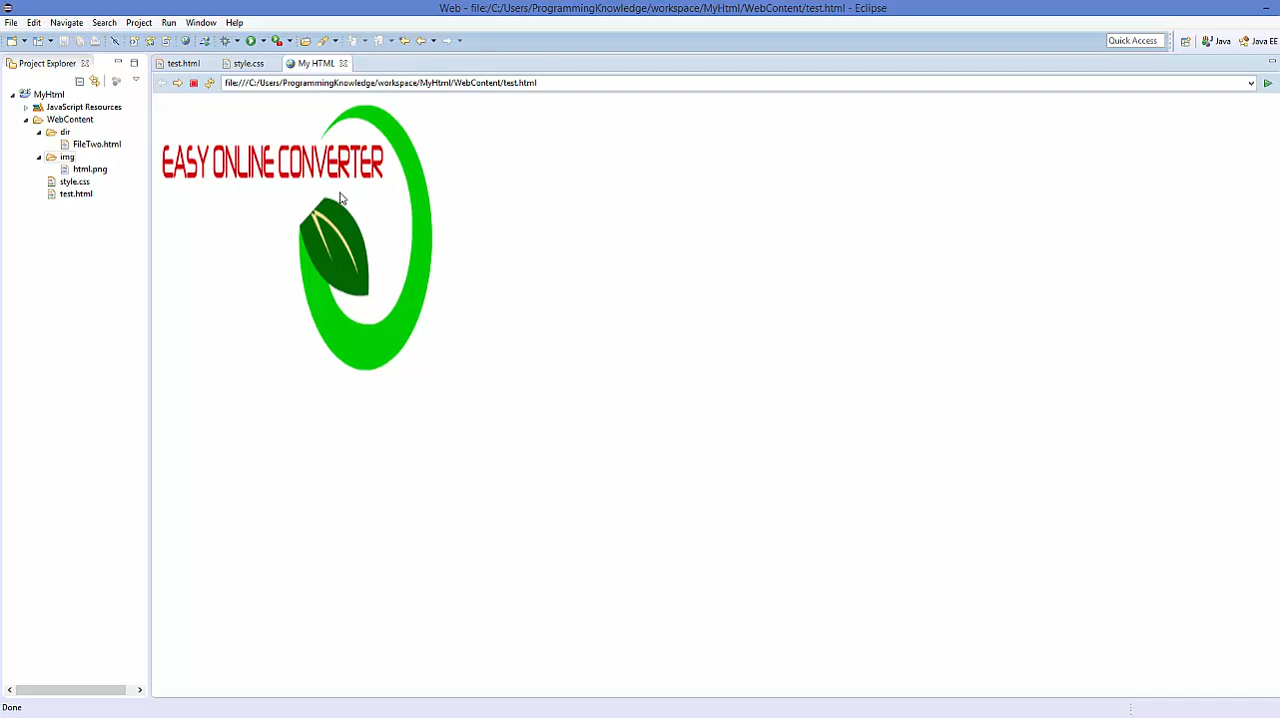 Web - file/C:/Users/ProgrammingKnowledge/workspace/MyHtml/WebContent/test.html - Eclipse
File Edit Navigate Search Project Run Window Help
Quick Access
Java
Java EE
Project Explorer
test.html
style.css
My HTML
file:///C:/Users/ProgrammingKnowledge/workspace/MyHtml/WebContent/test.html
MyHtml
JavaScript Resources
WebContent
dir
FileTwo.html
img
html.png
style.css
test.html
EASY ONLINE CONVERTER
Done